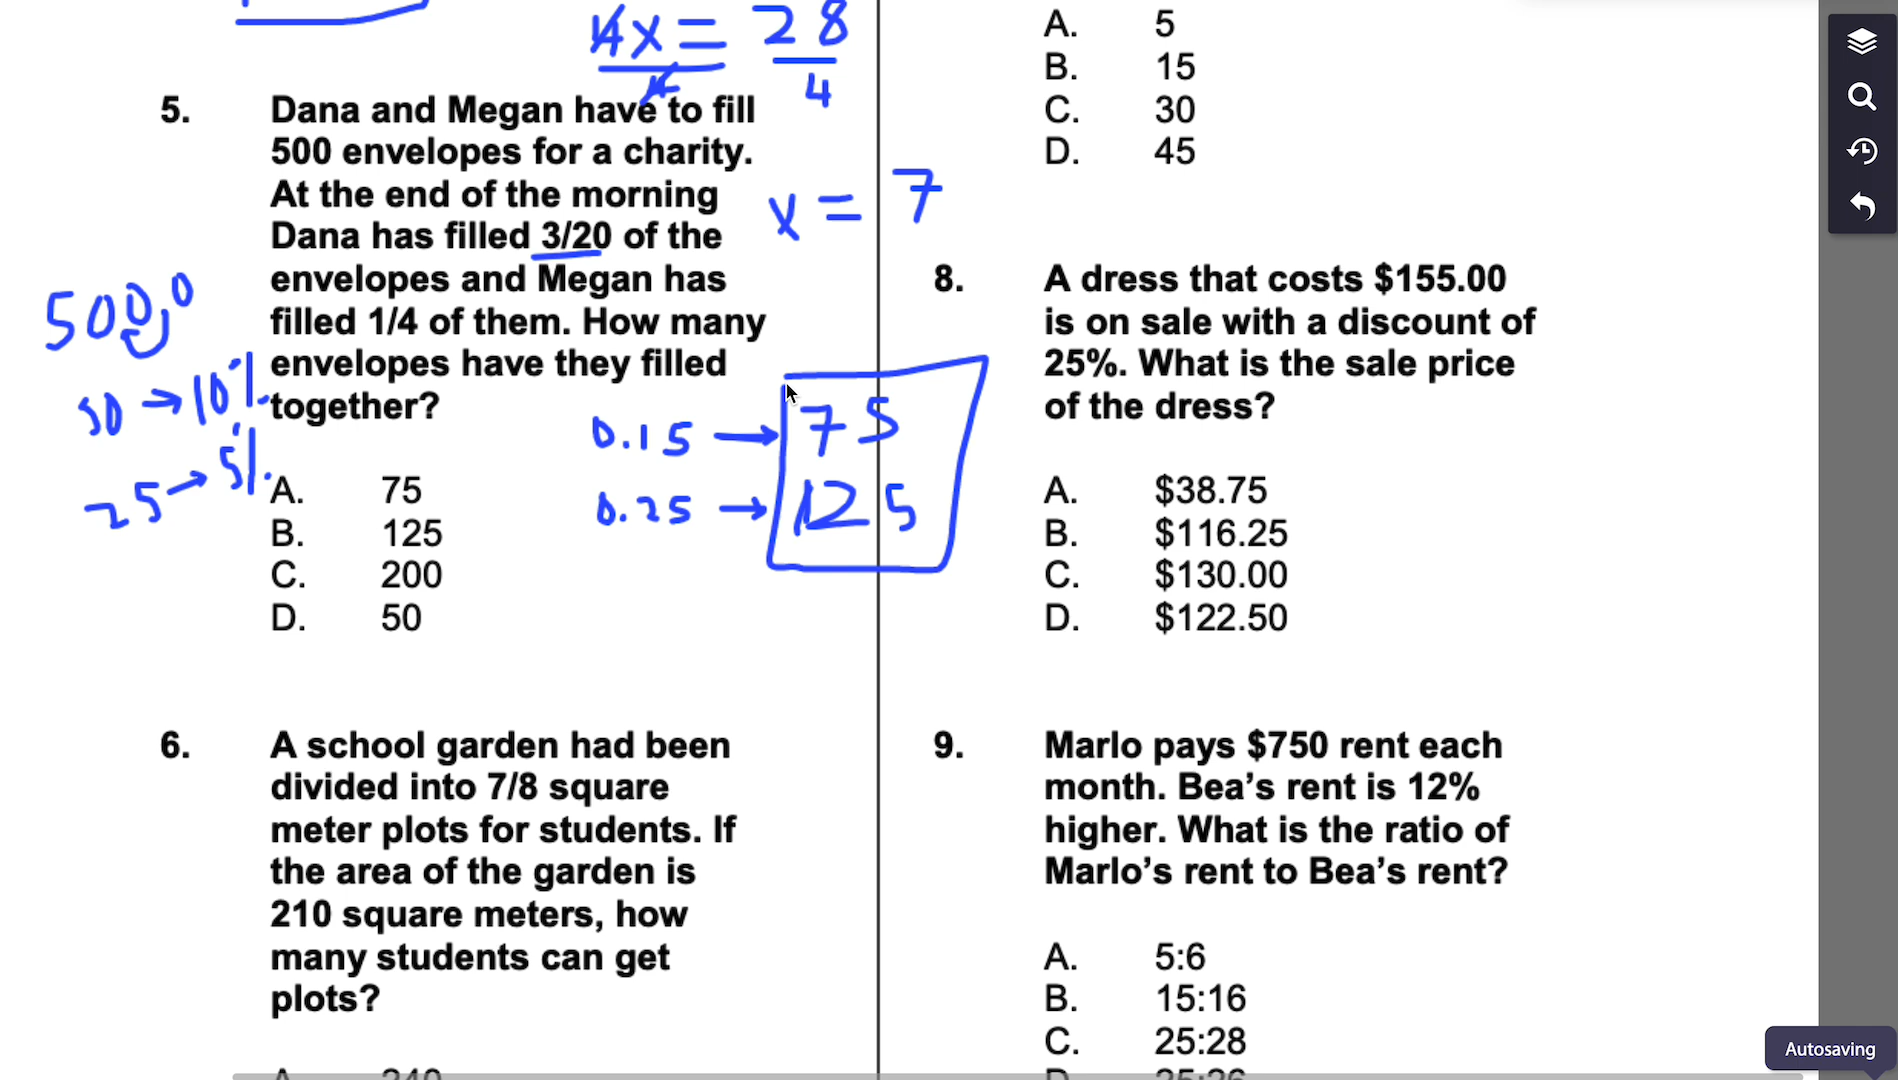 4x = 28
4
5. Dana and Megan have to fill
500 envelopes for a charity.
At the end of the morning
Dana has filled 3/20 of the
envelopes and Megan has
filled 1/4 of them. How many
envelopes have they filled
together?
x = 7
500.0
50 → 10%
25 → 5%
0.15 → 75
0.25 → 125
A. 75
B. 125
C. 200
D. 50
6. A school garden had been
divided into 7/8 square
meter plots for students. If
the area of the garden is
210 square meters, how
many students can get
plots?
A. 240
A. 5
B. 15
C. 30
D. 45
8. A dress that costs $155.00
is on sale with a discount of
25%. What is the sale price
of the dress?
A. $38.75
B. $116.25
C. $130.00
D. $122.50
9. Marlo pays $750 rent each
month. Bea’s rent is 12%
higher. What is the ratio of
Marlo’s rent to Bea’s rent?
A. 5:6
B. 15:16
C. 25:28
Autosaving